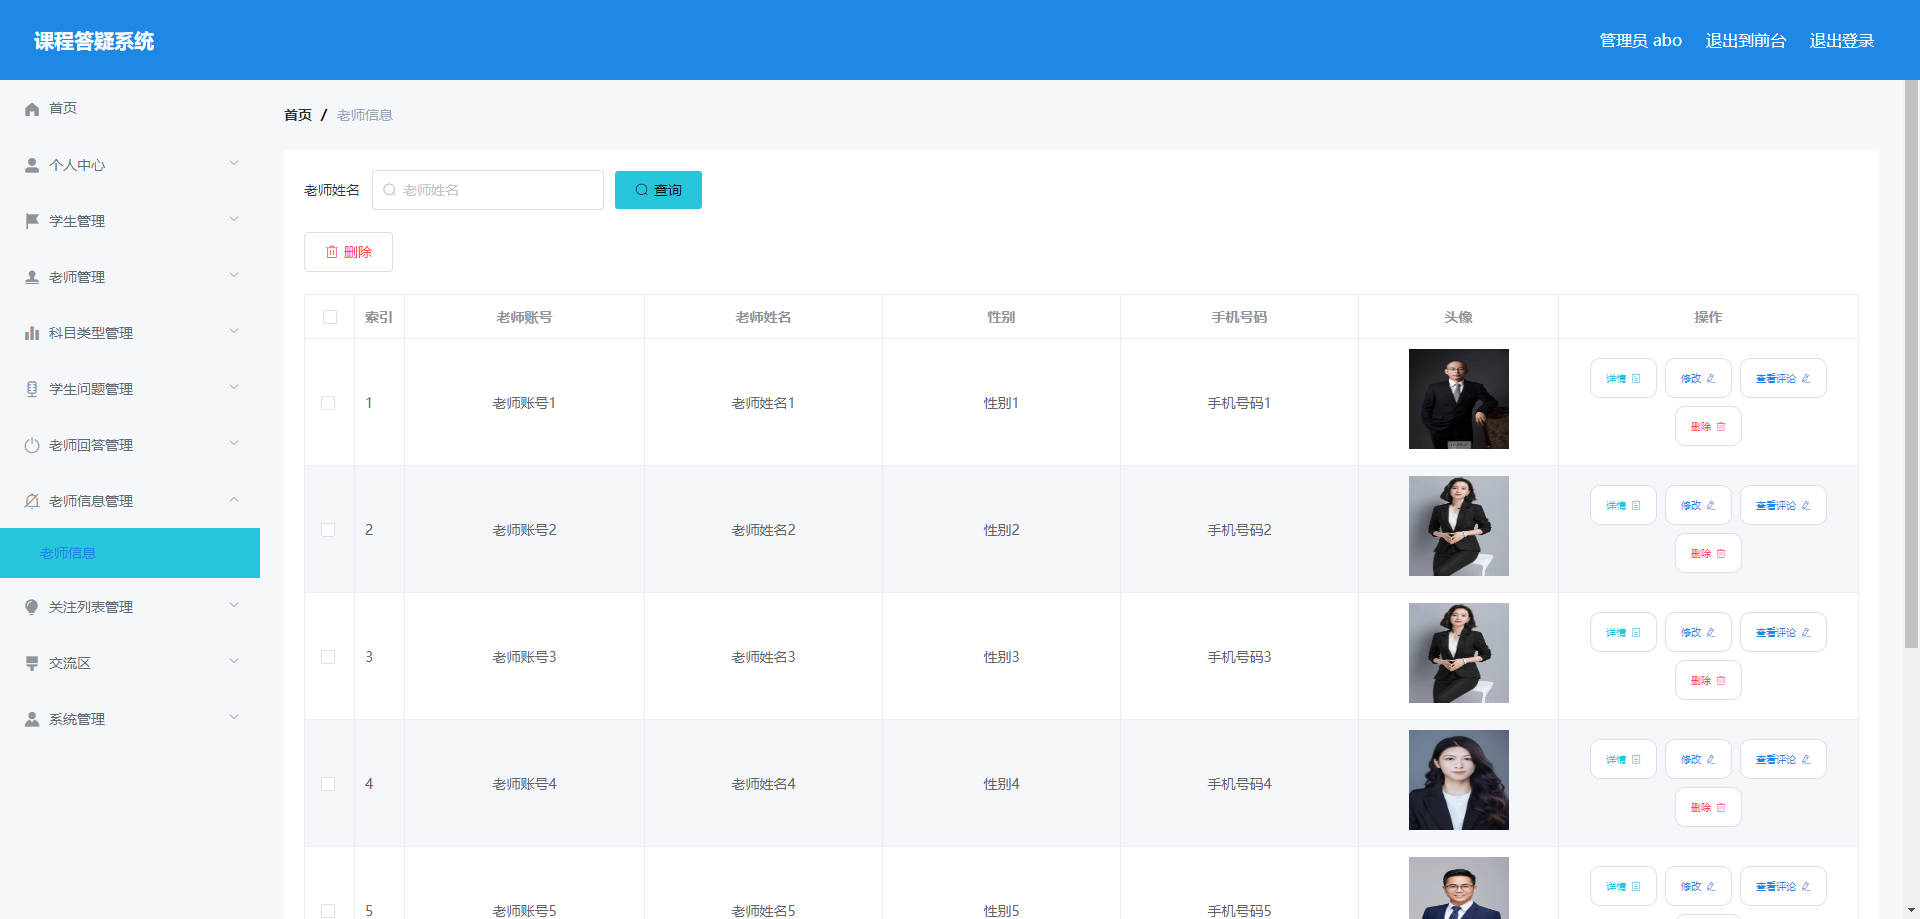 课程答疑系统
管理员 abo 退出到前台 退出登录
首页
个人中心
学生管理
老师管理
科目类型管理
学生问题管理
老师回答管理
老师信息管理
老师信息
关注列表管理
交流区
系统管理
首页 / 老师信息
老师姓名 老师姓名 查询
删除
索引 老师账号 老师姓名 性别 手机号码 头像 操作
1 老师账号1 老师姓名1 性别1 手机号码1 详情 修改 查看评论
删除
2 老师账号2 老师姓名2 性别2 手机号码2 详情 修改 查看评论
删除
3 老师账号3 老师姓名3 性别3 手机号码3 详情 修改 查看评论
删除
4 老师账号4 老师姓名4 性别4 手机号码4 详情 修改 查看评论
删除
5 老师账号5 老师姓名5 性别5 手机号码5 详情 修改 查看评论